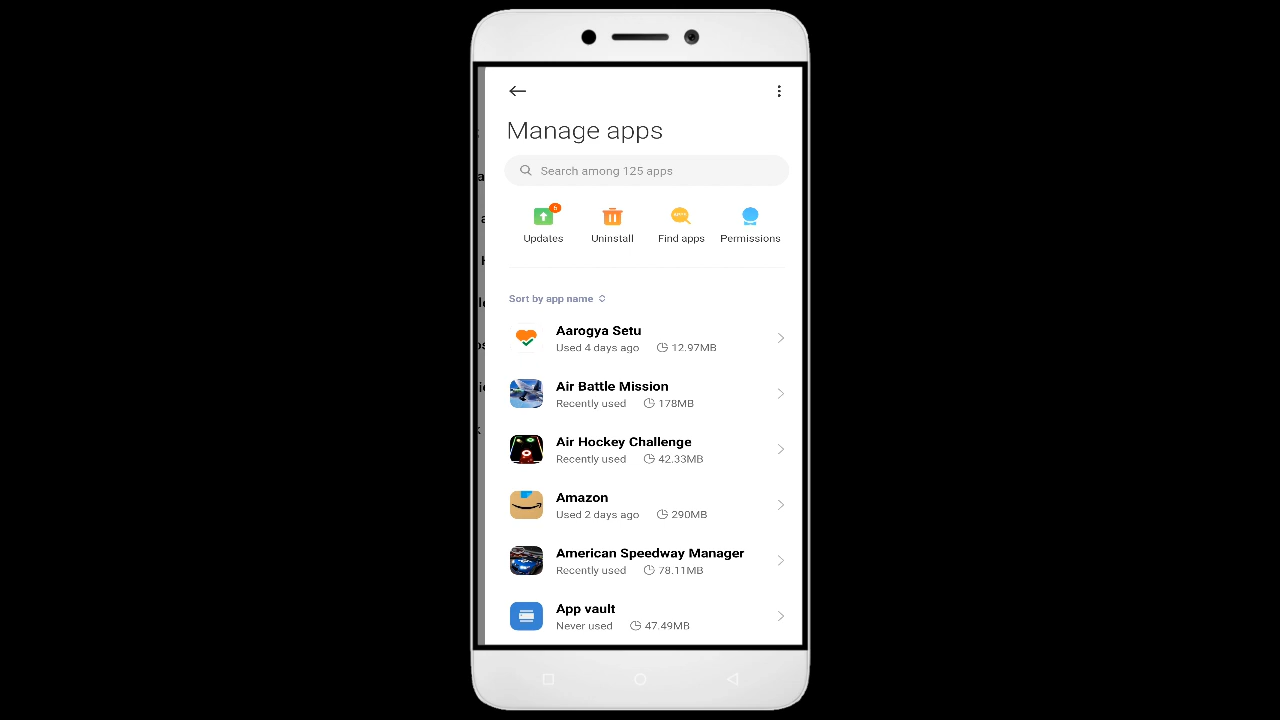 Manage apps
Search among 125 apps
6
Updates Uninstall Find apps Permissions
Sort by app name
Aarogya Setu
Used 4 days ago 12.97MB
Air Battle Mission
Recently used 178MB
Air Hockey Challenge
Recently used 42.33MB
Amazon
Used 2 days ago 290MB
American Speedway Manager
Recently used 78.11MB
App vault
Never used 47.49MB